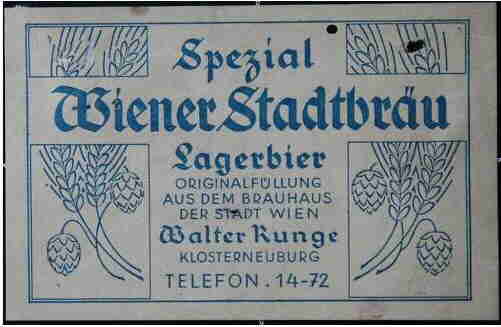 Spezial
Wiener Stadtbräu
Lagerbier
ORIGINALFÜLLUNG
AUS DEM BRAUHAUS
DER STADT WIEN
Walter Runge
KLOSTERNEUBURG
TELEFON. 14-72